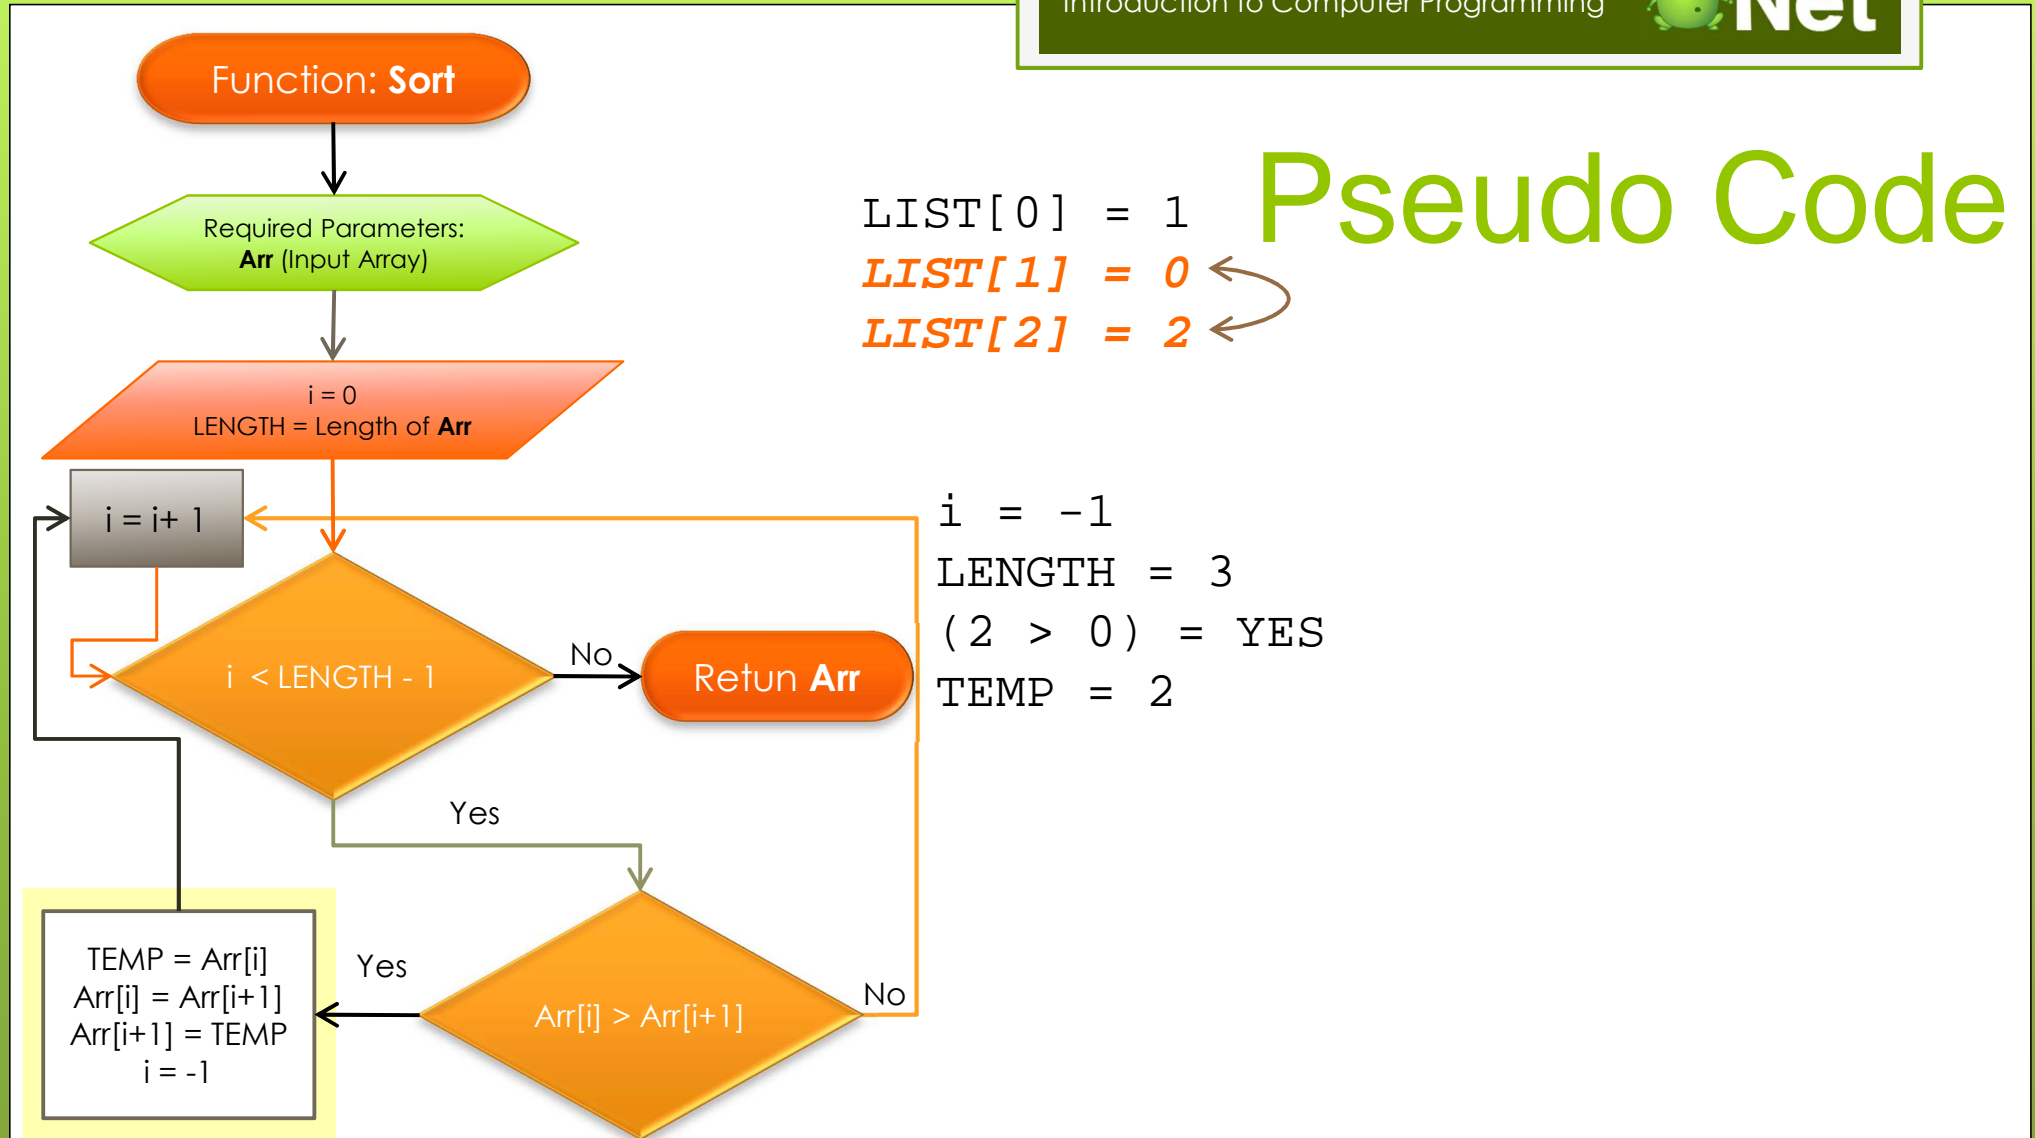 Introduction to Computer Programming
Net
Function: Sort
Required Parameters:
Arr (Input Array)
i = 0
LENGTH = Length of Arr
i = i+ 1
i < LENGTH - 1
No
Retun Arr
Yes
TEMP = Arr[i]
Arr[i] = Arr[i+1]
Arr[i+1] = TEMP
i = -1
Yes
Arr[i] > Arr[i+1]
No
Pseudo Code
LIST[0] = 1
LIST[1] = 0
LIST[2] = 2
i = -1
LENGTH = 3
(2 > 0) = YES
TEMP = 2